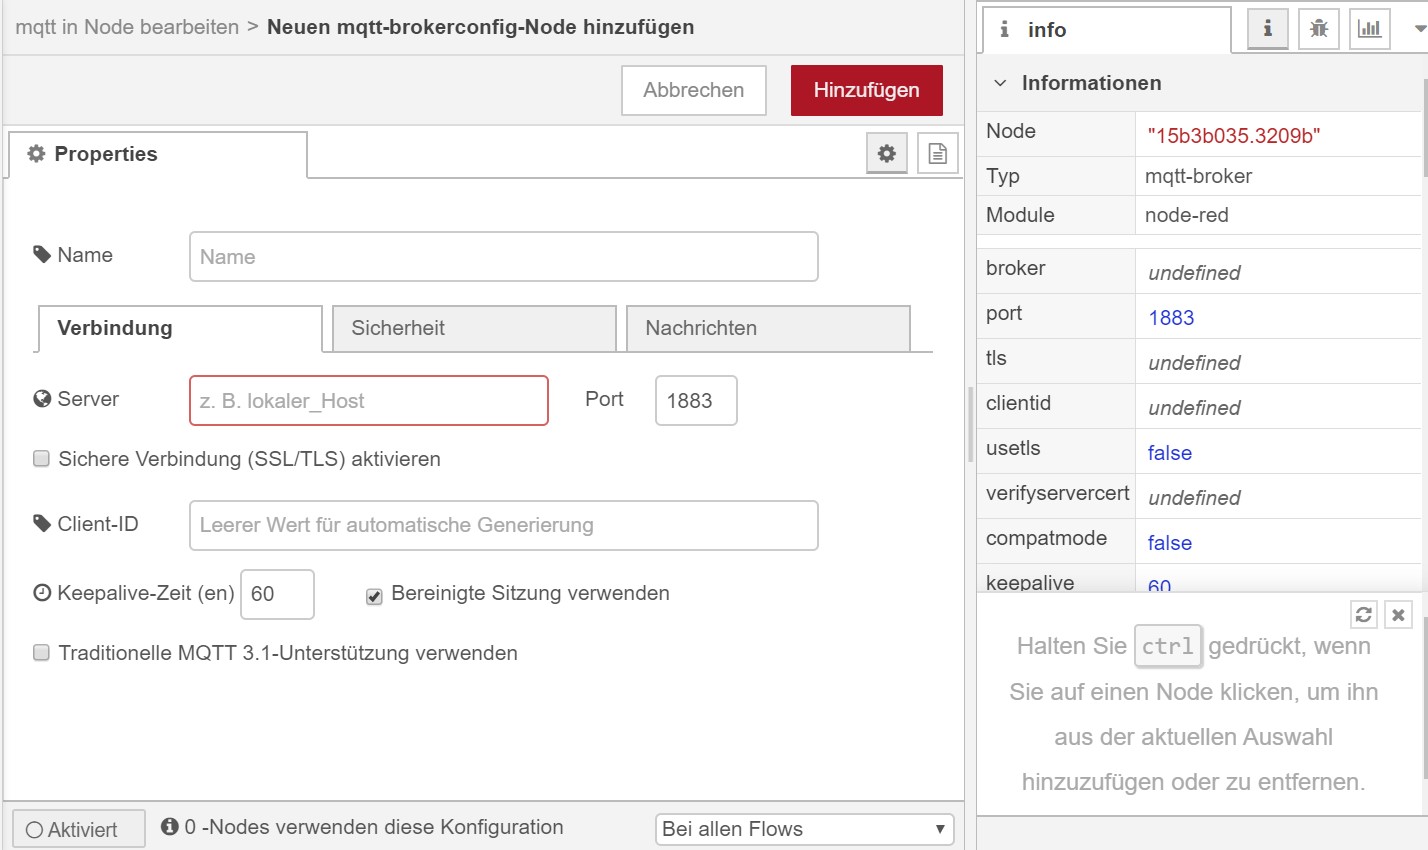 mqtt in Node bearbeiten > Neuen mqtt-brokerconfig-Node hinzufügen
Abbrechen
Hinzufügen
Properties
Name
Name
Verbindung
Sicherheit
Nachrichten
Server
z. B. lokaler_Host
Port
1883
Sichere Verbindung (SSL/TLS) aktivieren
Client-ID
Leerer Wert für automatische Generierung
Keepalive-Zeit (en)
60
Bereinigte Sitzung verwenden
Traditionelle MQTT 3.1-Unterstützung verwenden
Aktiviert
0 -Nodes verwenden diese Konfiguration
Bei allen Flows
info
Informationen
Node "15b3b035.3209b"
Typ mqtt-broker
Module node-red
broker undefined
port 1883
tls undefined
clientid undefined
usetls false
verifyservercert undefined
compatmode false
keepalive 60
Halten Sie ctrl gedrückt, wenn
Sie auf einen Node klicken, um ihn
aus der aktuellen Auswahl
hinzuzufügen oder zu entfernen.